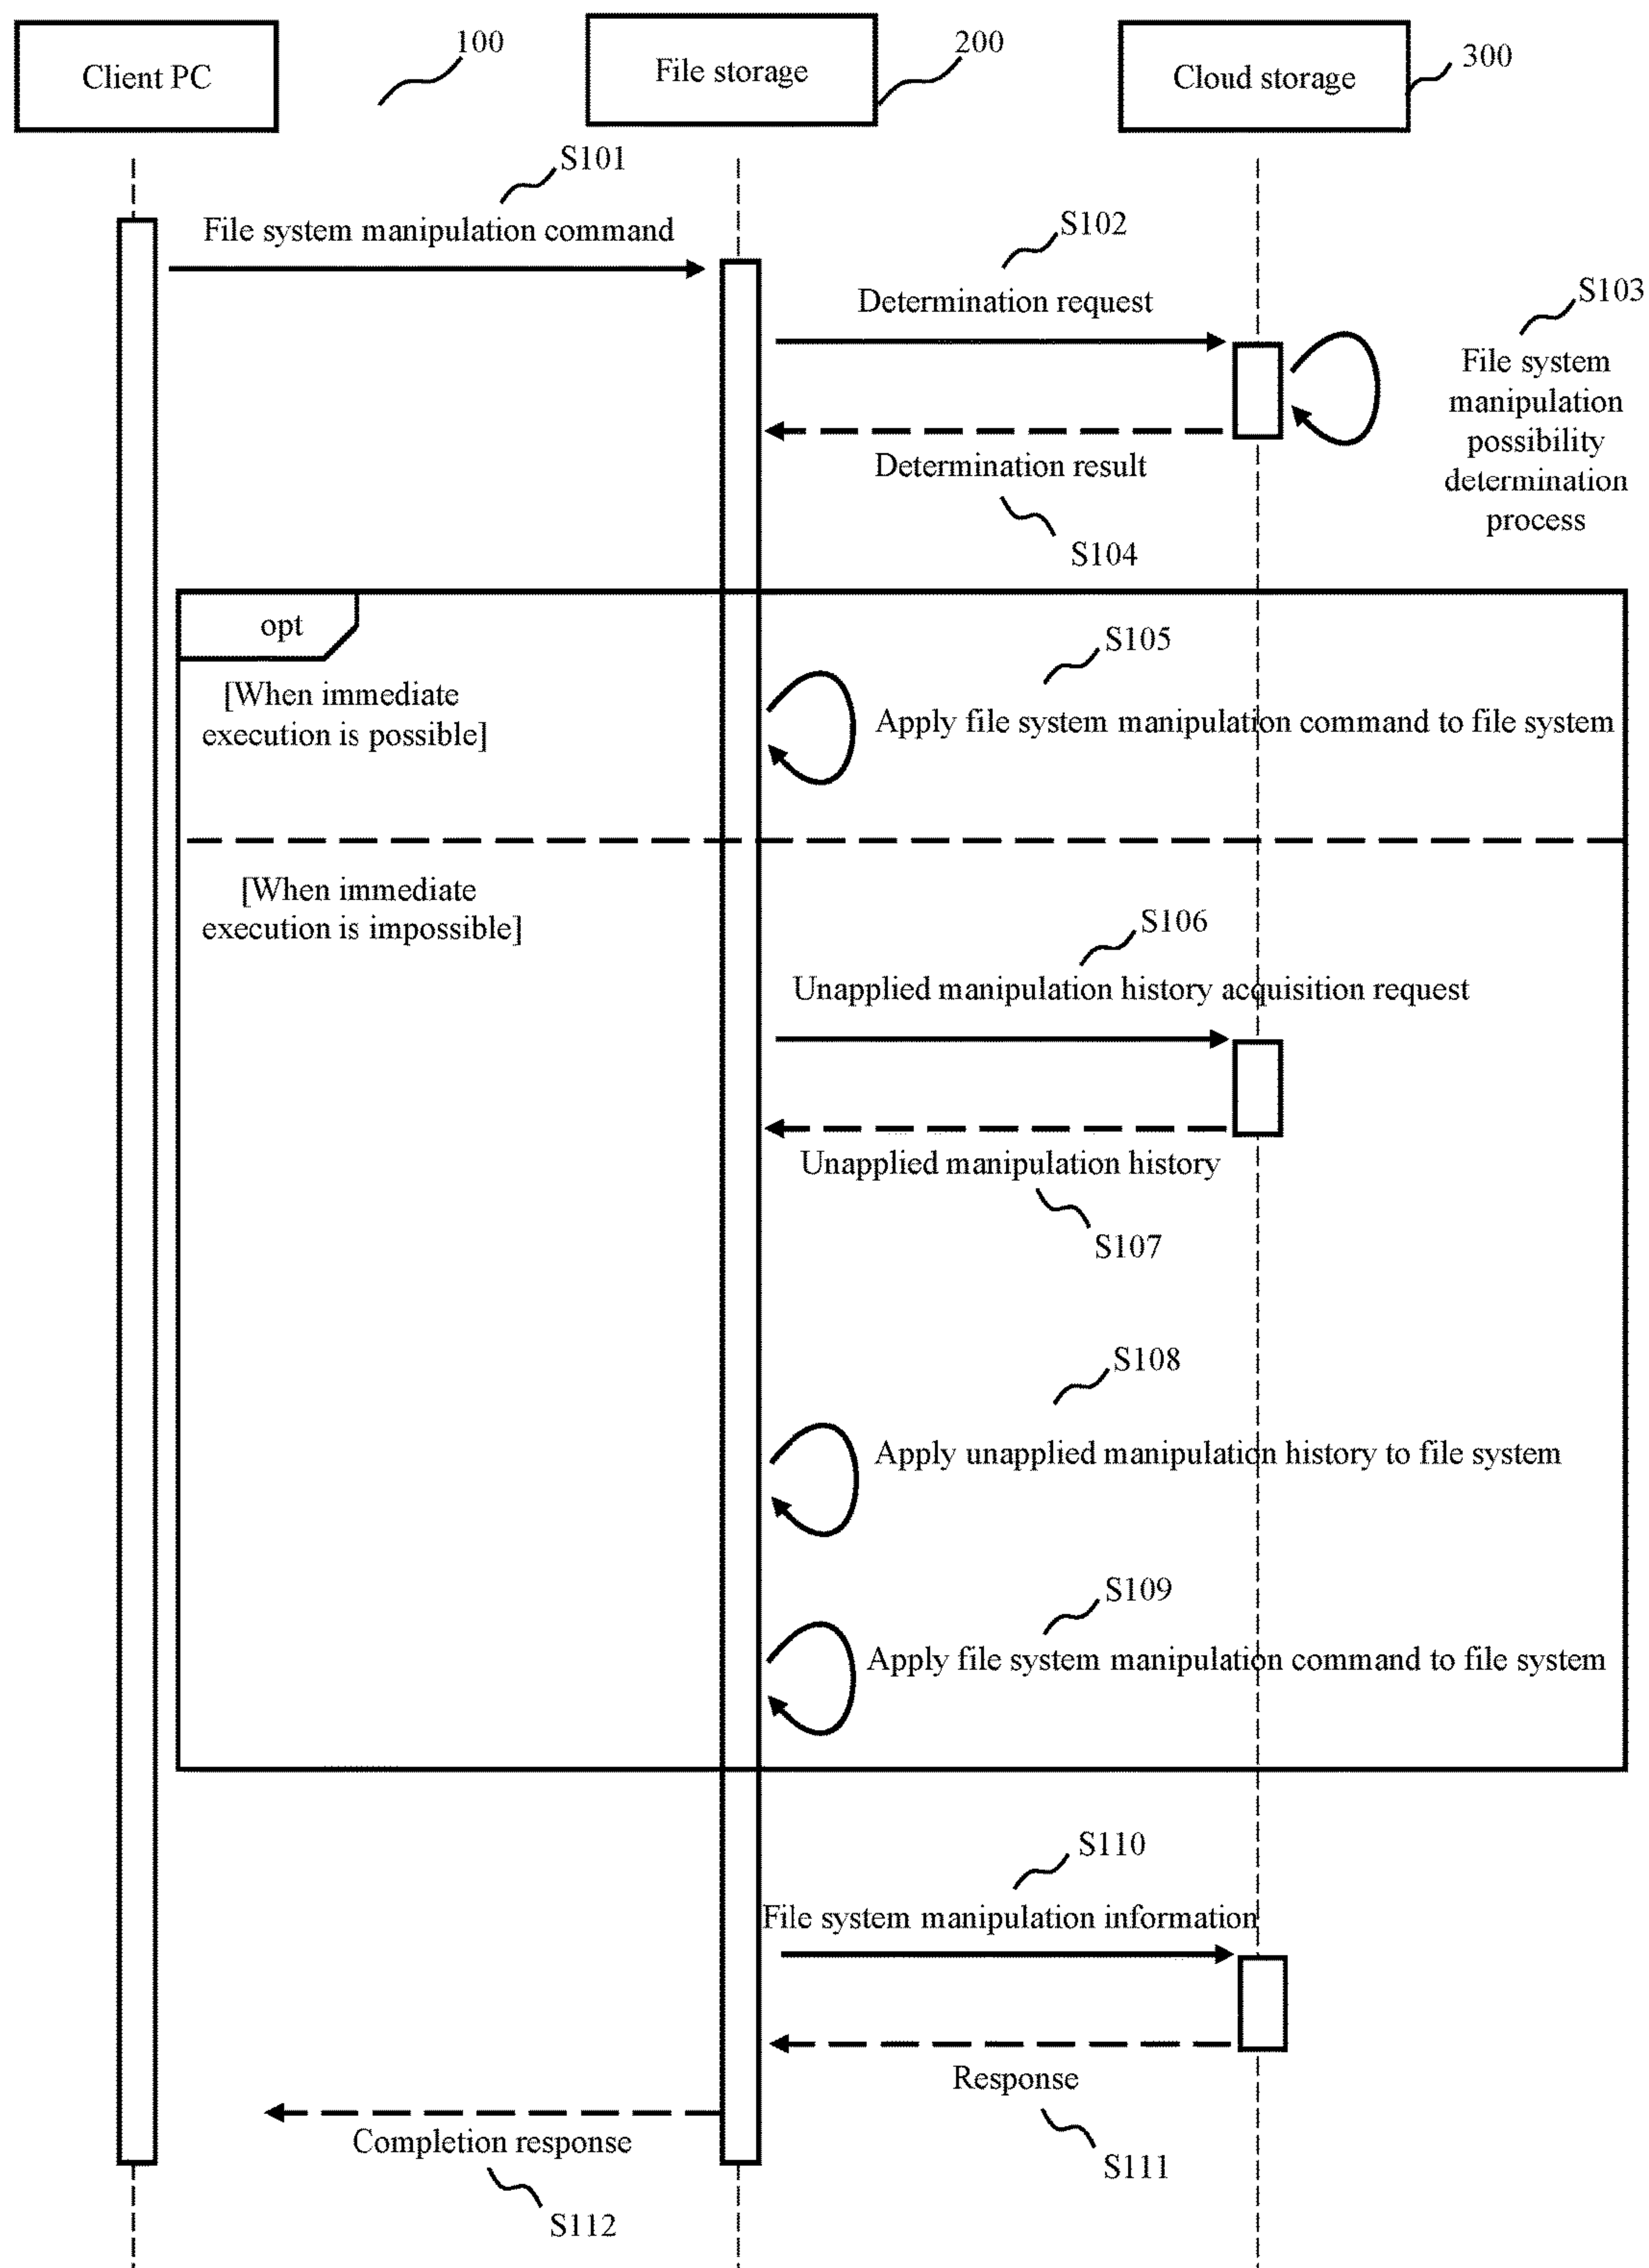 Client PC
100
File storage
200
Cloud storage
300
S101
File system manipulation command
S102
Determination request
S103
File system
manipulation
possibility
determination
process
Determination result
S104
opt
[When immediate
execution is possible]
S105
Apply file system manipulation command to file system
[When immediate
execution is impossible]
S106
Unapplied manipulation history acquisition request
Unapplied manipulation history
S107
S108
Apply unapplied manipulation history to file system
S109
Apply file system manipulation command to file system
S110
File system manipulation information
Response
S111
Completion response
S112